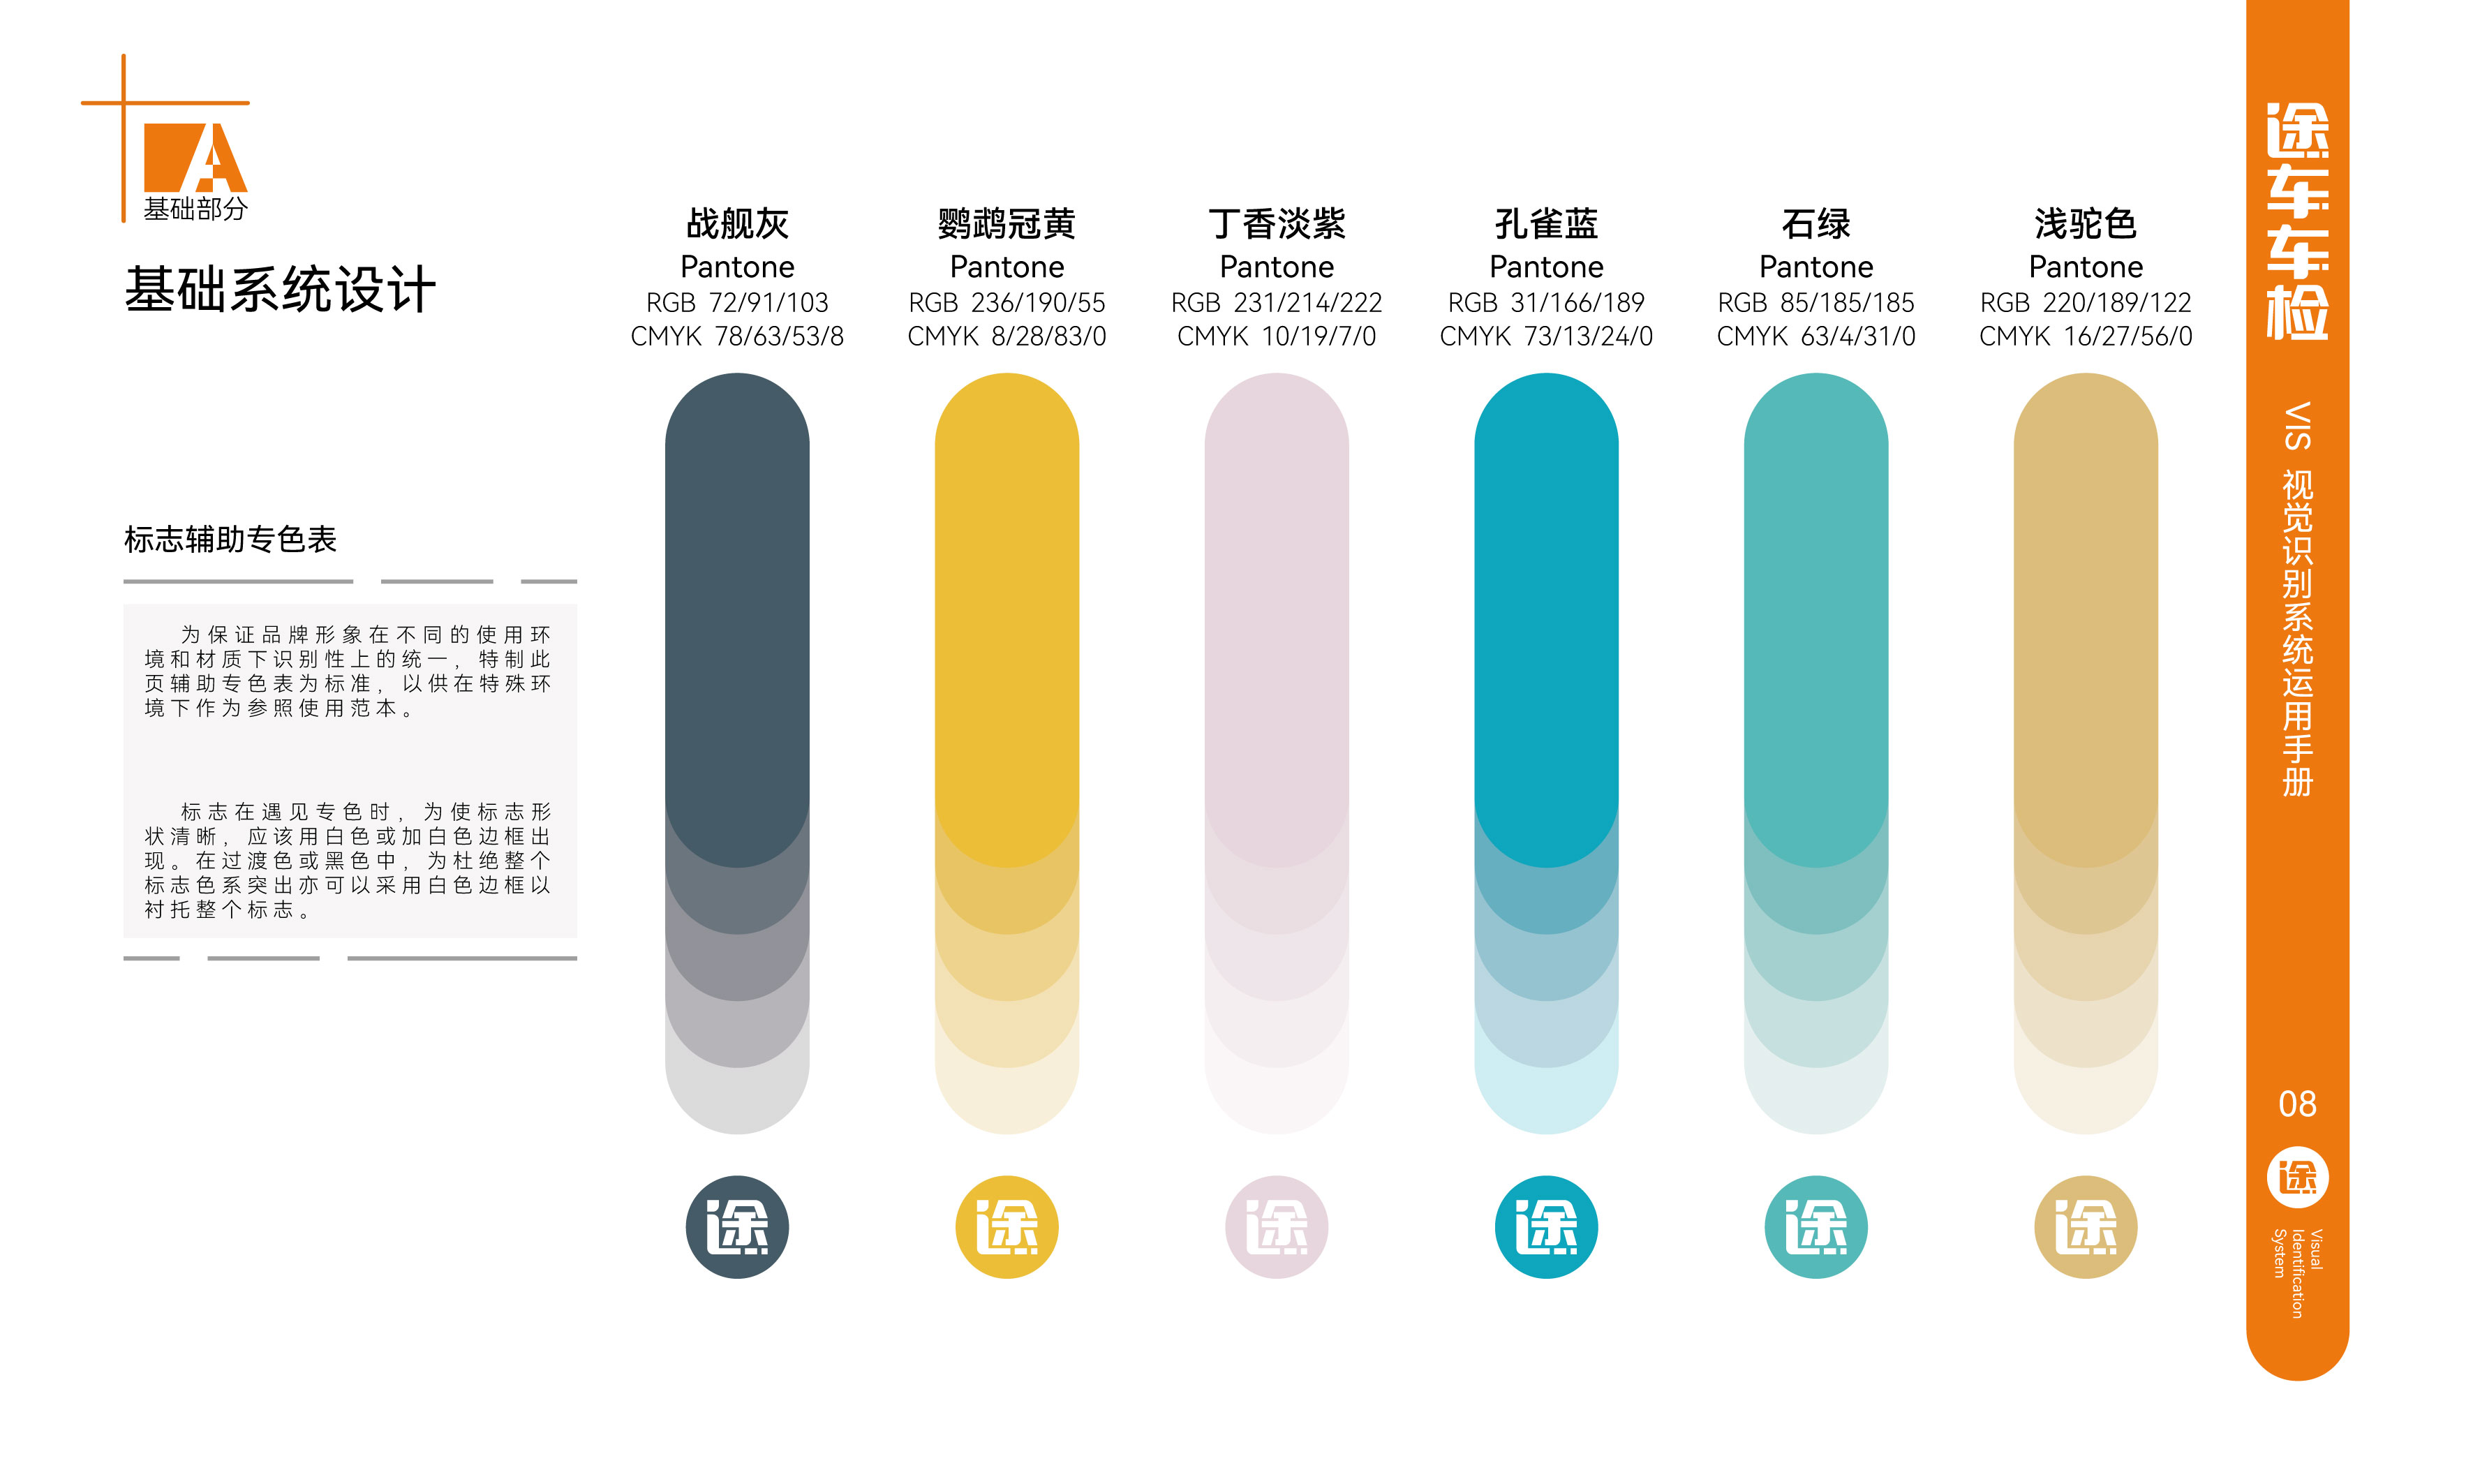 A
基础部分
基础系统设计
标志辅助专色表
为保证品牌形象在不同的使用环
境和材质下识别性上的统一，特制此
页辅助专色表为标准，以供在特殊环
境下作为参照使用范本。
标志在遇见专色时，为使标志形
状清晰，应该用白色或加白色边框出
现。在过渡色或黑色中，为杜绝整个
标志色系突出亦可以采用白色边框以
衬托整个标志。
战舰灰
Pantone
RGB 72/91/103
CMYK 78/63/53/8
途
鹦鹉冠黄
Pantone
RGB 236/190/55
CMYK 8/28/83/0
途
丁香淡紫
Pantone
RGB 231/214/222
CMYK 10/19/7/0
途
孔雀蓝
Pantone
RGB 31/166/189
CMYK 73/13/24/0
途
石绿
Pantone
RGB 85/185/185
CMYK 63/4/31/0
途
浅驼色
Pantone
RGB 220/189/122
CMYK 16/27/56/0
途
途车车检
VIS 视觉识别系统运用手册
08
途
Visual
Identification
System